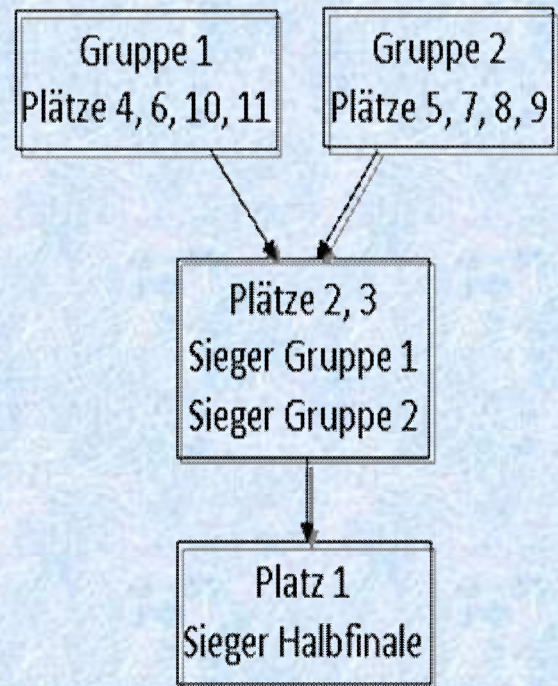 Gruppe 1
Plätze 4, 6, 10, 11
Gruppe 2
Plätze 5, 7, 8, 9
Plätze 2, 3
Sieger Gruppe 1
Sieger Gruppe 2
Platz 1
Sieger Halbfinale